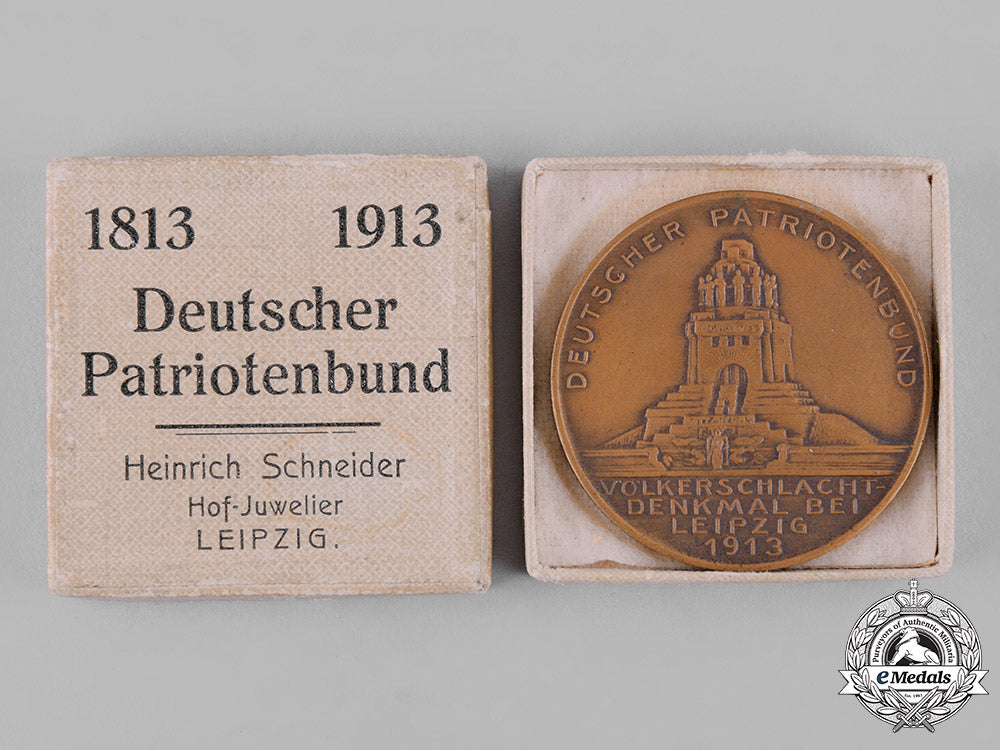 1813 1913
Deutscher
Patriotenbund
Heinrich Schneider
Hof-Juwelier
LEIPZIG.
DEUTSCHER PATRIOTENBUND
VÖLKERSCHLACHT-
DENKMAL BEI
LEIPZIG
1913
Purveyors of Authentic Militaria
eMedals